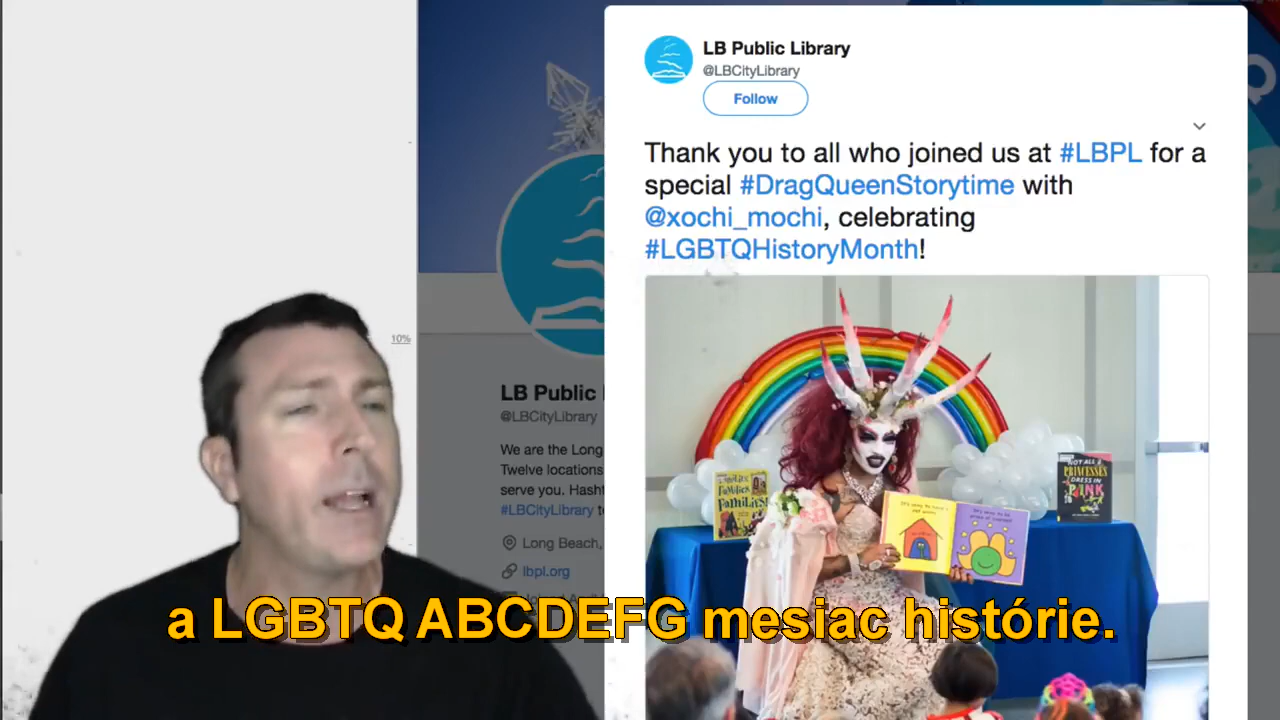 LB Public Library
@LBCityLibrary
Follow
Thank you to all who joined us at #LBPL for a
special #DragQueenStorytime with
@xochi_mochi, celebrating
#LGBTQHistoryMonth!
10%
LB Public
@LBCityLibrary
We are the Long
Twelve locations
serve you.
#LBCityLibrary
Long Beach,
lbpl.org
NOT ALL
PRINCESSES
DRESS IN
PINK
a LGBTQ ABCDEFG mesiac histórie.